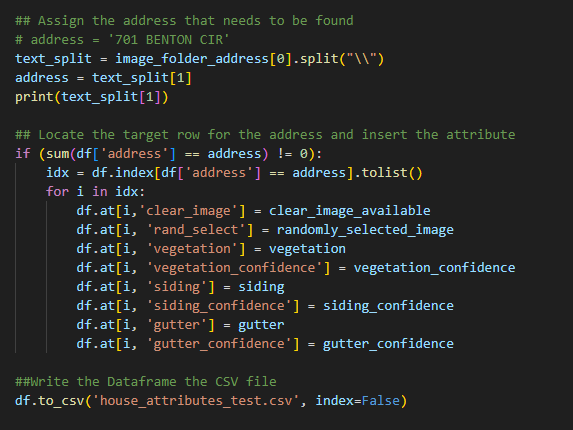 ## Assign the address that needs to be found
# address = '701 BENTON CIR'
text_split = image_folder_address[0].split("\\")
address = text_split[1]
print(text_split[1])
## Locate the target row for the address and insert the attribute
if (sum(df['address'] == address) != 0):
    idx = df.index[df['address'] == address].tolist()
    for i in idx:
        df.at[i,'clear_image'] = clear_image_available
        df.at[i, 'rand_select'] = randomly_selected_image
        df.at[i, 'vegetation'] = vegetation
        df.at[i, 'vegetation_confidence'] = vegetation_confidence
        df.at[i, 'siding'] = siding
        df.at[i, 'siding_confidence'] = siding_confidence
        df.at[i, 'gutter'] = gutter
        df.at[i, 'gutter_confidence'] = gutter_confidence
##Write the Dataframe the CSV file
df.to_csv('house_attributes_test.csv', index=False)